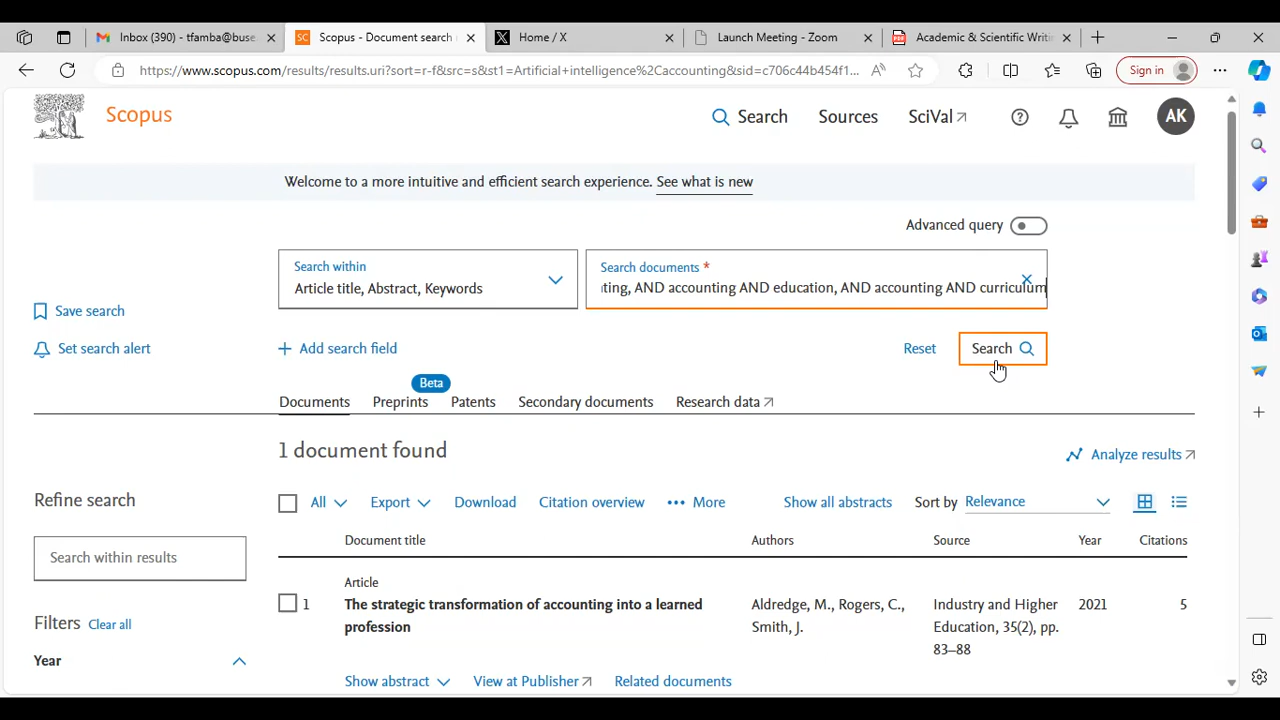 Inbox (390) - tfamba@buse.
Scopus - Document search
Home / X
Launch Meeting - Zoom
Academic & Scientific Writi
https://www.scopus.com/results/results.uri?sort=r-f&src=s&st1=Artificial+intelligence%2Caccounting&sid=c706c44b454f1...
Sign in
Scopus
Search
Sources
SciVal
AK
Welcome to a more intuitive and efficient search experience. See what is new
Advanced query
Search within
Article title, Abstract, Keywords
Search documents *
ting, AND accounting AND education, AND accounting AND curriculum
Save search
Set search alert
+ Add search field
Reset
Search
Beta
Documents
Preprints
Patents
Secondary documents
Research data
1 document found
Analyze results
Refine search
All
Export
Download
Citation overview
More
Show all abstracts
Sort by Relevance
Document title
Authors
Source
Year
Citations
Search within results
Article
1
The strategic transformation of accounting into a learned
profession
Aldredge, M., Rogers, C.,
Smith, J.
Industry and Higher
Education, 35(2), pp.
83–88
2021
5
Filters Clear all
Year
Show abstract
View at Publisher
Related documents